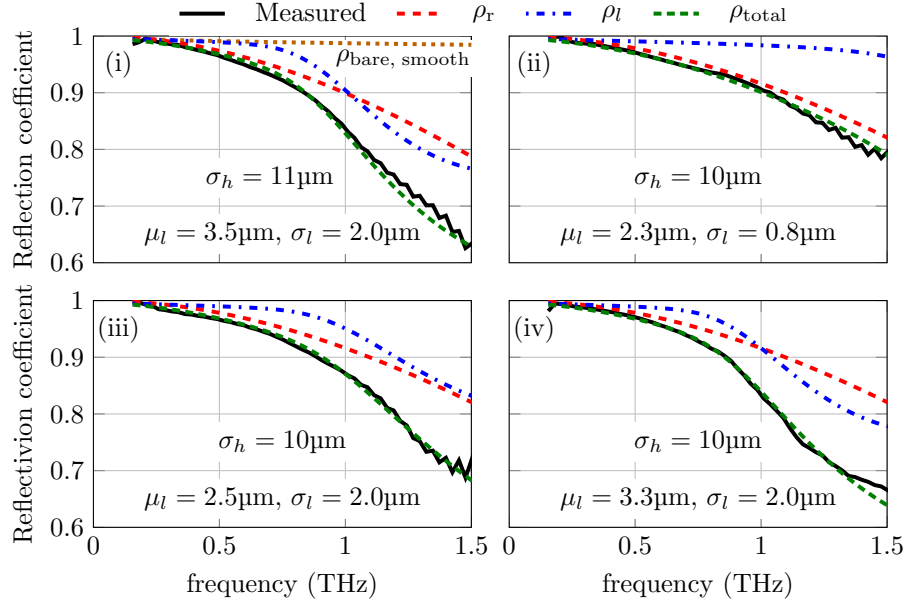 Measured ρr ρl ρtotal
Reflection coefficient
1
0.9
0.8
0.7
0.6
(i)
ρbare, smooth
σh = 11µm
µl = 3.5µm, σl = 2.0µm
(ii)
σh = 10µm
µl = 2.3µm, σl = 0.8µm
Reflectivion coefficient
1
0.9
0.8
0.7
0.6
(iii)
σh = 10µm
µl = 2.5µm, σl = 2.0µm
0 0.5 1 1.5
frequency (THz)
(iv)
σh = 10µm
µl = 3.3µm, σl = 2.0µm
0 0.5 1 1.5
frequency (THz)